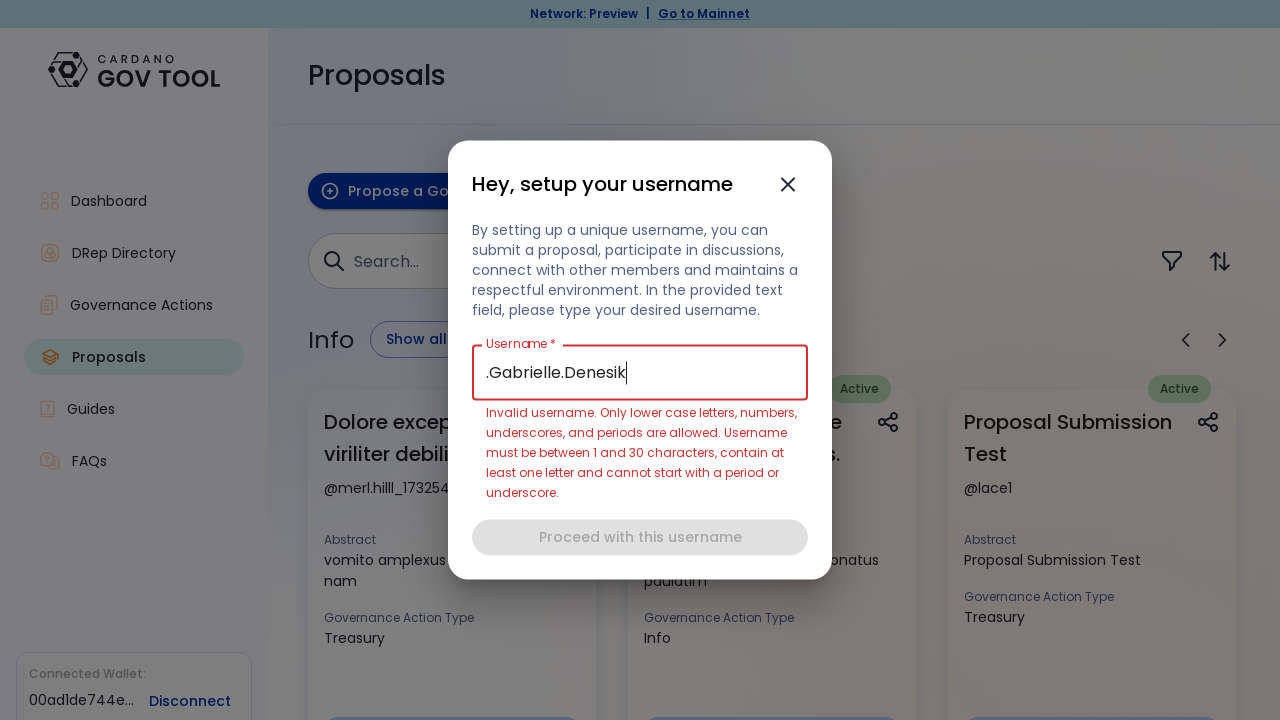 Network: Preview | Go to Mainnet
CARDANO
GOV TOOL
Proposals
Dashboard
DRep Directory
Governance Actions
Proposals
Guides
FAQs
Connected Wallet:
00ad1de744e... Disconnect
Propose a Go
Search...
Info Show all
Hey, setup your username
By setting up a unique username, you can
submit a proposal, participate in discussions,
connect with other members and maintains a
respectful environment. In the provided text
field, please type your desired username.
Username *
.Gabrielle.Denesik
Invalid username. Only lower case letters, numbers,
underscores, and periods are allowed. Username
must be between 1 and 30 characters, contain at
least one letter and cannot start with a period or
underscore.
Proceed with this username
Dolore excep
viriliter debili
@merl.hilll_173254
Abstract
vomito amplexus
nam
Governance Action Type
Treasury
Active
Governance Action Type
Info
Active
Proposal Submission
Test
@lace1
Abstract
Proposal Submission Test
Governance Action Type
Treasury